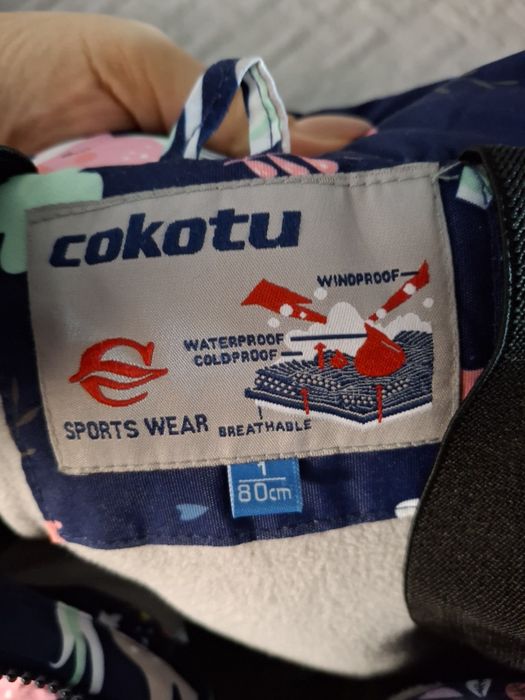 cokotu
WINDPROOF
WATERPROOF
COLDPROOF
SPORTS WEAR
BREATHABLE
1
80cm